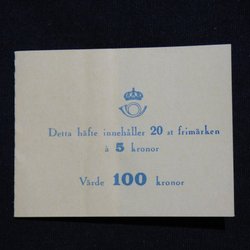 Detta häfte innehåller 20 st frimärken
à 5 kronor
Värde 100 kronor